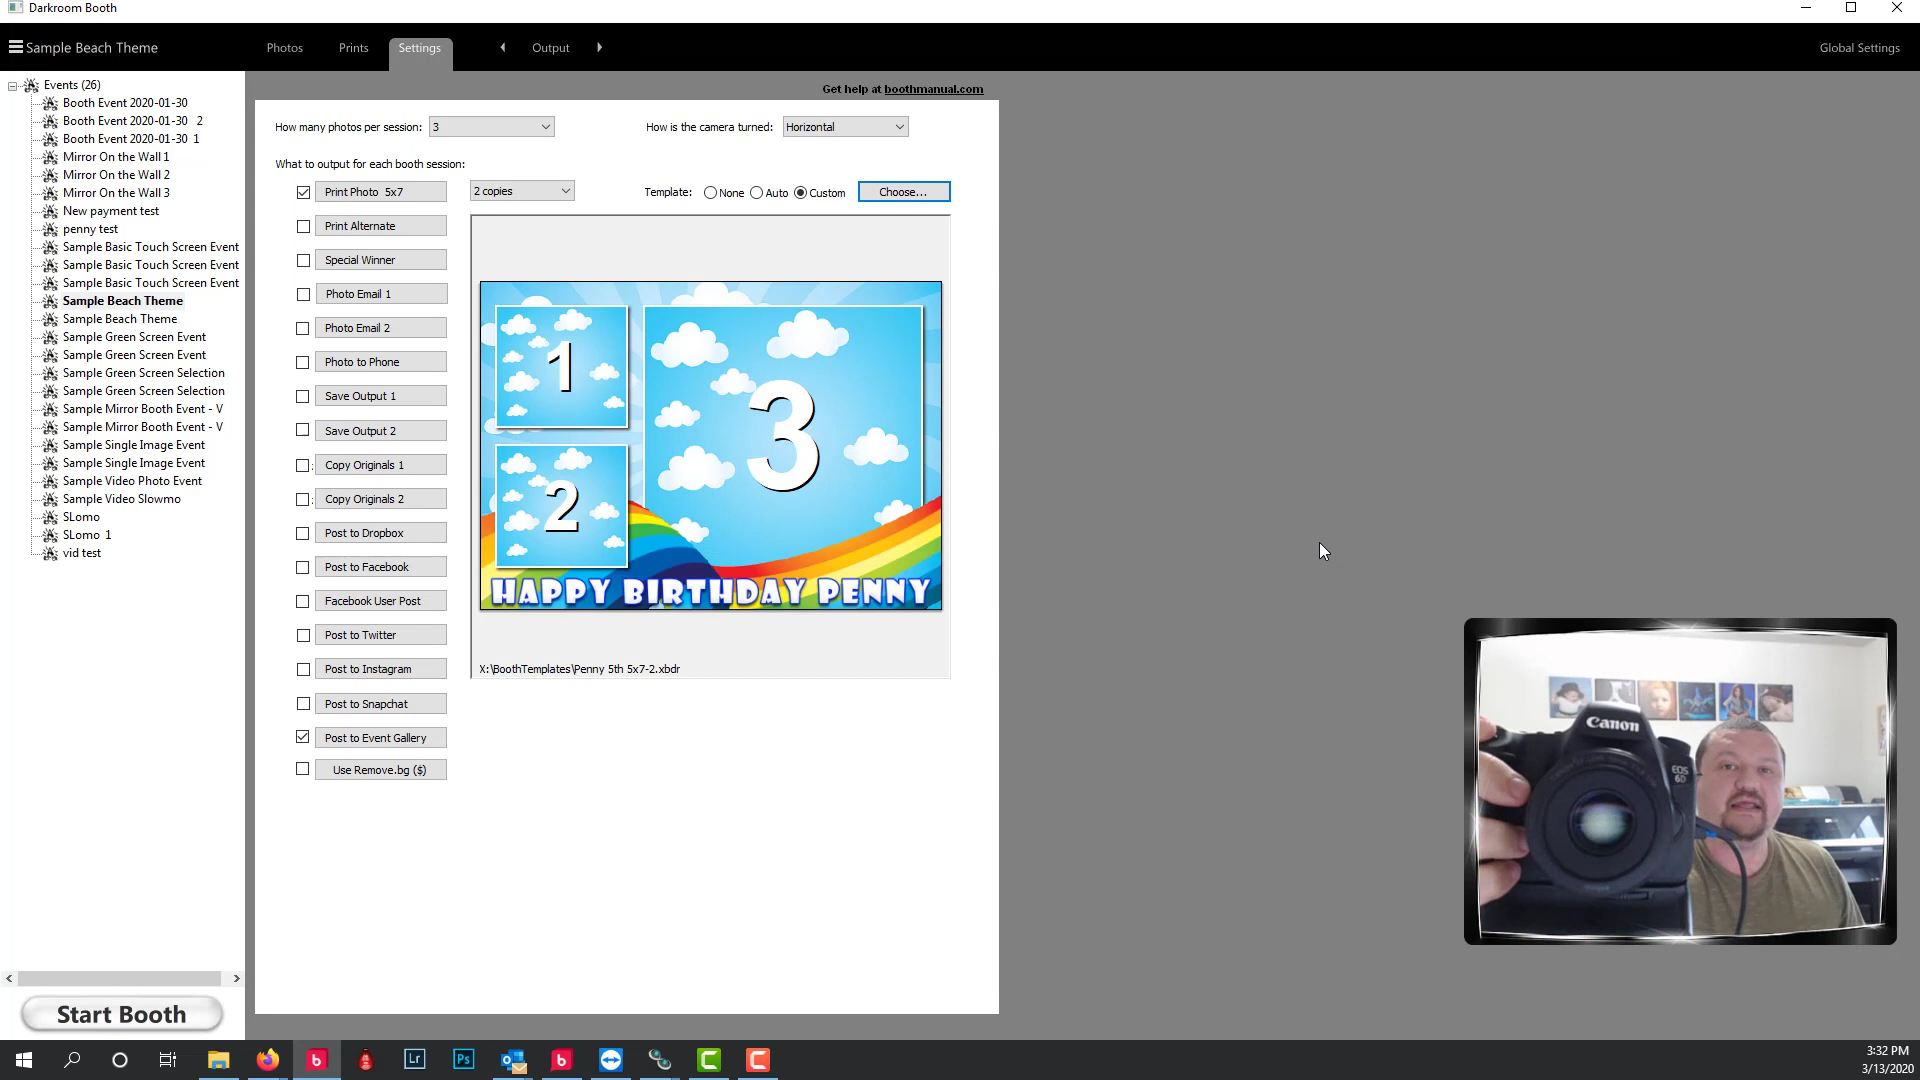 Darkroom Booth
Sample Beach Theme
Photos
Prints
Settings
Output
Global Settings
Events (26)
Booth Event 2020-01-30
Booth Event 2020-01-30 2
Booth Event 2020-01-30 1
Mirror On the Wall 1
Mirror On the Wall 2
Mirror On the Wall 3
New payment test
penny test
Sample Basic Touch Screen Event
Sample Basic Touch Screen Event
Sample Basic Touch Screen Event
Sample Beach Theme
Sample Beach Theme
Sample Green Screen Event
Sample Green Screen Event
Sample Green Screen Selection
Sample Green Screen Selection
Sample Mirror Booth Event - V
Sample Mirror Booth Event - V
Sample Single Image Event
Sample Single Image Event
Sample Video Photo Event
Sample Video Slowmo
SLomo
SLomo 1
vid test
Start Booth
Get help at boothmanual.com
How many photos per session: 3
How is the camera turned: Horizontal
What to output for each booth session:
Print Photo 5x7
2 copies
Template: None Auto Custom Choose...
Print Alternate
Special Winner
Photo Email 1
Photo Email 2
Photo to Phone
Save Output 1
Save Output 2
Copy Originals 1
Copy Originals 2
Post to Dropbox
Post to Facebook
Facebook User Post
Post to Twitter
Post to Instagram
Post to Snapchat
Post to Event Gallery
Use Remove.bg ($)
1
2
3
HAPPY BIRTHDAY PENNY
X:\BoothTemplates\Penny 5th 5x7-2.xbdr
Canon
EOS
6D
b
Lr
Ps
b
C
C
3:32 PM
3/13/2020